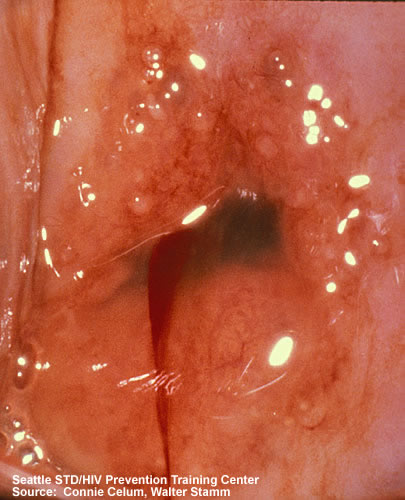 Seattle STD/HIV Prevention Training Center
Source: Connie Celum, Walter Stamm